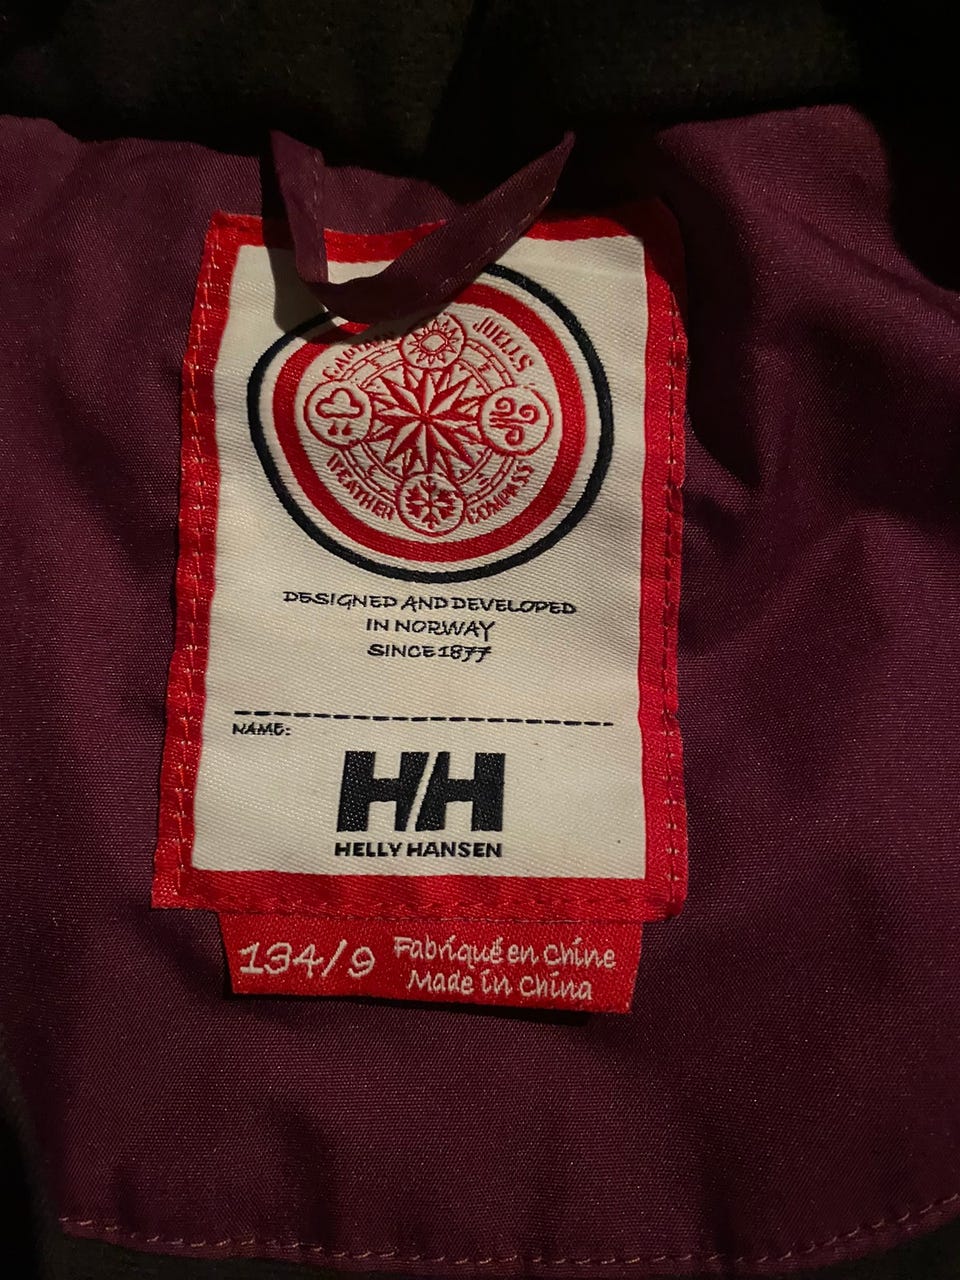 CAPTAIN JUELL'S
WEATHER COMPASS
DESIGNED AND DEVELOPED
IN NORWAY
SINCE 1877
NAME:
HH
HELLY HANSEN
134/9 Fabriqué en Chine
Made in China